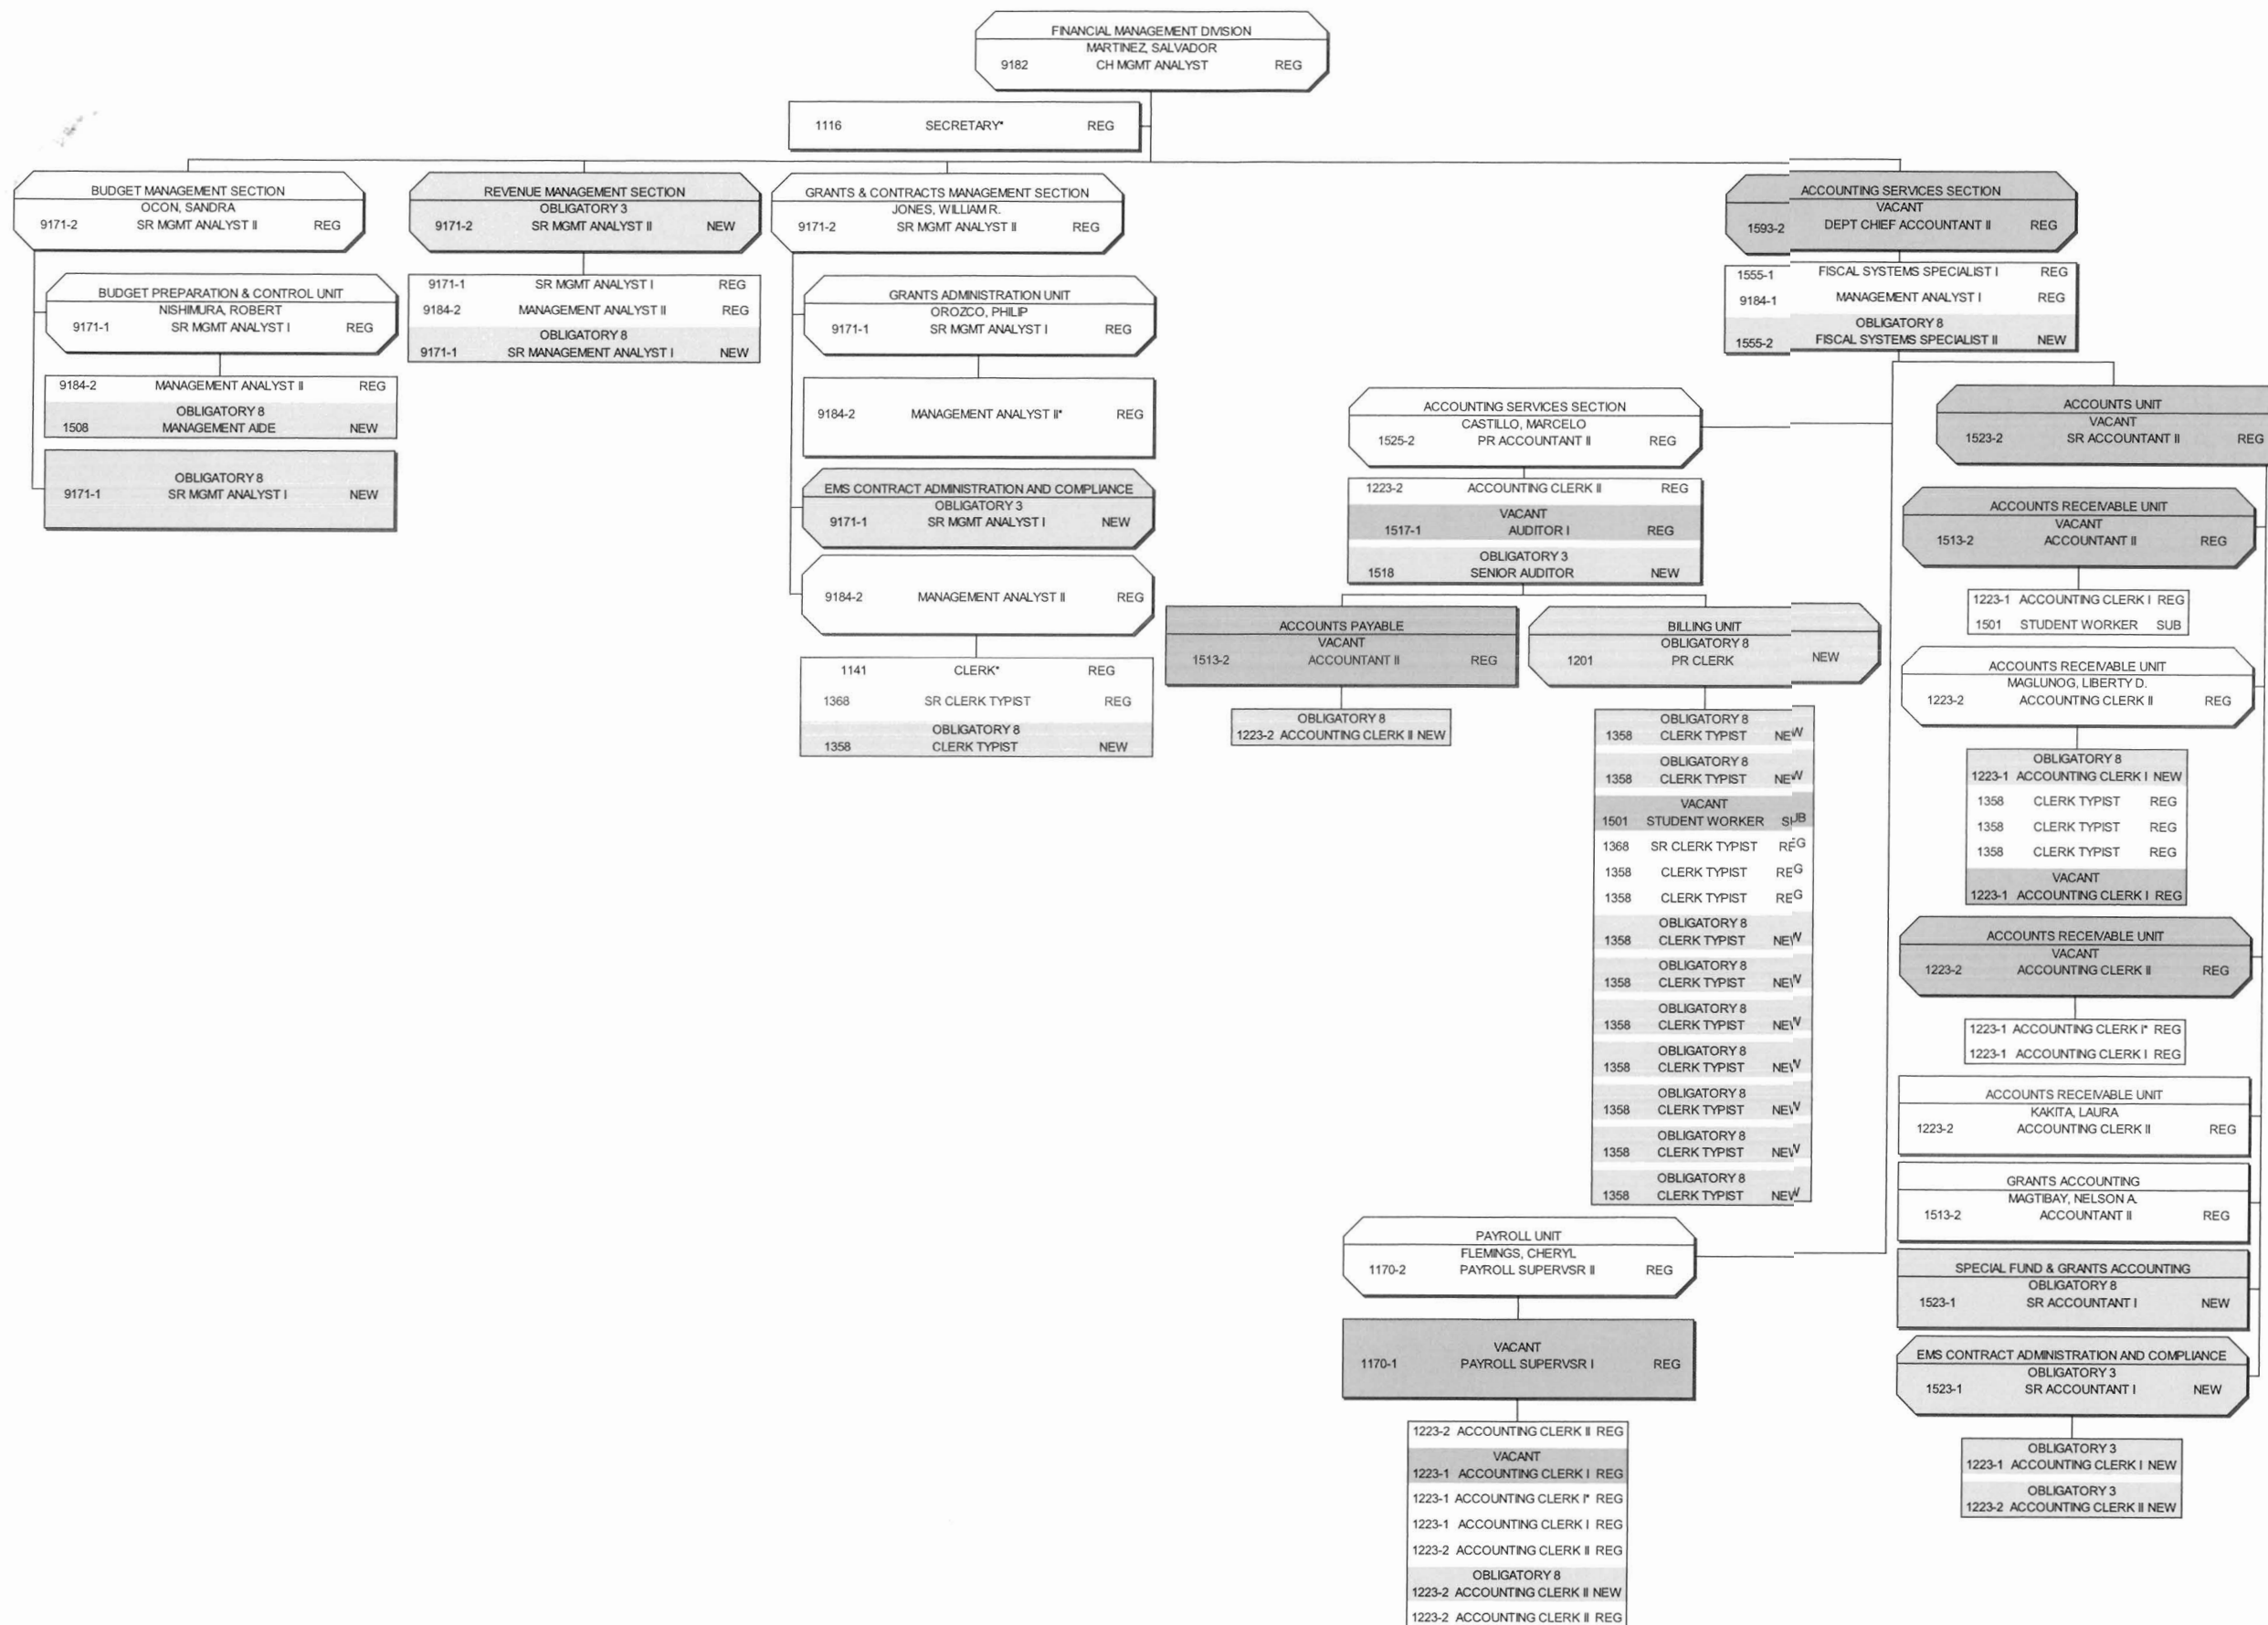 FINANCIAL MANAGEMENT DIVISION
MARTINEZ, SALVADOR
9182 CH MGMT ANALYST REG
1116 SECRETARY* REG
BUDGET MANAGEMENT SECTION
OCON, SANDRA
9171-2 SR MGMT ANALYST II REG
BUDGET PREPARATION & CONTROL UNIT
NISHIMURA, ROBERT
9171-1 SR MGMT ANALYST I REG
9184-2 MANAGEMENT ANALYST II REG
OBLIGATORY 8
1508 MANAGEMENT AIDE NEW
OBLIGATORY 8
9171-1 SR MGMT ANALYST I NEW
REVENUE MANAGEMENT SECTION
OBLIGATORY 3
9171-2 SR MGMT ANALYST II NEW
9171-1 SR MGMT ANALYST I REG
9184-2 MANAGEMENT ANALYST II REG
OBLIGATORY 8
9171-1 SR MANAGEMENT ANALYST I NEW
GRANTS & CONTRACTS MANAGEMENT SECTION
JONES, WILLIAM R.
9171-2 SR MGMT ANALYST II REG
GRANTS ADMINISTRATION UNIT
OROZCO, PHILIP
9171-1 SR MGMT ANALYST I REG
9184-2 MANAGEMENT ANALYST II* REG
EMS CONTRACT ADMINISTRATION AND COMPLIANCE
OBLIGATORY 3
9171-1 SR MGMT ANALYST I NEW
9184-2 MANAGEMENT ANALYST II REG
1141 CLERK* REG
1368 SR CLERK TYPIST REG
OBLIGATORY 8
1358 CLERK TYPIST NEW
ACCOUNTING SERVICES SECTION
VACANT
1593-2 DEPT CHIEF ACCOUNTANT II REG
1555-1 FISCAL SYSTEMS SPECIALIST I REG
9184-1 MANAGEMENT ANALYST I REG
OBLIGATORY 8
1555-2 FISCAL SYSTEMS SPECIALIST II NEW
ACCOUNTING SERVICES SECTION
CASTILLO, MARCELO
1525-2 PR ACCOUNTANT II REG
1223-2 ACCOUNTING CLERK II REG
VACANT
1517-1 AUDITOR I REG
OBLIGATORY 3
1518 SENIOR AUDITOR NEW
ACCOUNTS PAYABLE
VACANT
1513-2 ACCOUNTANT II REG
OBLIGATORY 8
1223-2 ACCOUNTING CLERK II NEW
BILLING UNIT
OBLIGATORY 8
1201 PR CLERK NEW
OBLIGATORY 8
1358 CLERK TYPIST NEW
OBLIGATORY 8
1358 CLERK TYPIST NEW
VACANT
1501 STUDENT WORKER SUB
1368 SR CLERK TYPIST REG
1358 CLERK TYPIST REG
1358 CLERK TYPIST REG
OBLIGATORY 8
1358 CLERK TYPIST NEW
OBLIGATORY 8
1358 CLERK TYPIST NEW
OBLIGATORY 8
1358 CLERK TYPIST NEW
OBLIGATORY 8
1358 CLERK TYPIST NEW
OBLIGATORY 8
1358 CLERK TYPIST NEW
OBLIGATORY 8
1358 CLERK TYPIST NEW
OBLIGATORY 8
1358 CLERK TYPIST NEW
PAYROLL UNIT
FLEMINGS, CHERYL
1170-2 PAYROLL SUPERVSR II REG
VACANT
1170-1 PAYROLL SUPERVSR I REG
1223-2 ACCOUNTING CLERK II REG
VACANT
1223-1 ACCOUNTING CLERK I REG
1223-1 ACCOUNTING CLERK I* REG
1223-1 ACCOUNTING CLERK I REG
1223-2 ACCOUNTING CLERK II REG
OBLIGATORY 8
1223-2 ACCOUNTING CLERK II NEW
1223-2 ACCOUNTING CLERK II REG
ACCOUNTS UNIT
VACANT
1523-2 SR ACCOUNTANT II REG
ACCOUNTS RECEIVABLE UNIT
VACANT
1513-2 ACCOUNTANT II REG
1223-1 ACCOUNTING CLERK I REG
1501 STUDENT WORKER SUB
ACCOUNTS RECEIVABLE UNIT
MAGLUNOG, LIBERTY D.
1223-2 ACCOUNTING CLERK II REG
OBLIGATORY 8
1223-1 ACCOUNTING CLERK I NEW
1358 CLERK TYPIST REG
1358 CLERK TYPIST REG
1358 CLERK TYPIST REG
VACANT
1223-1 ACCOUNTING CLERK I REG
ACCOUNTS RECEIVABLE UNIT
VACANT
1223-2 ACCOUNTING CLERK II REG
1223-1 ACCOUNTING CLERK I* REG
1223-1 ACCOUNTING CLERK I REG
ACCOUNTS RECEIVABLE UNIT
KAKITA, LAURA
1223-2 ACCOUNTING CLERK II REG
GRANTS ACCOUNTING
MAGTIBAY, NELSON A.
1513-2 ACCOUNTANT II REG
SPECIAL FUND & GRANTS ACCOUNTING
OBLIGATORY 8
1523-1 SR ACCOUNTANT I NEW
EMS CONTRACT ADMINISTRATION AND COMPLIANCE
OBLIGATORY 3
1523-1 SR ACCOUNTANT I NEW
OBLIGATORY 3
1223-1 ACCOUNTING CLERK I NEW
OBLIGATORY 3
1223-2 ACCOUNTING CLERK II NEW